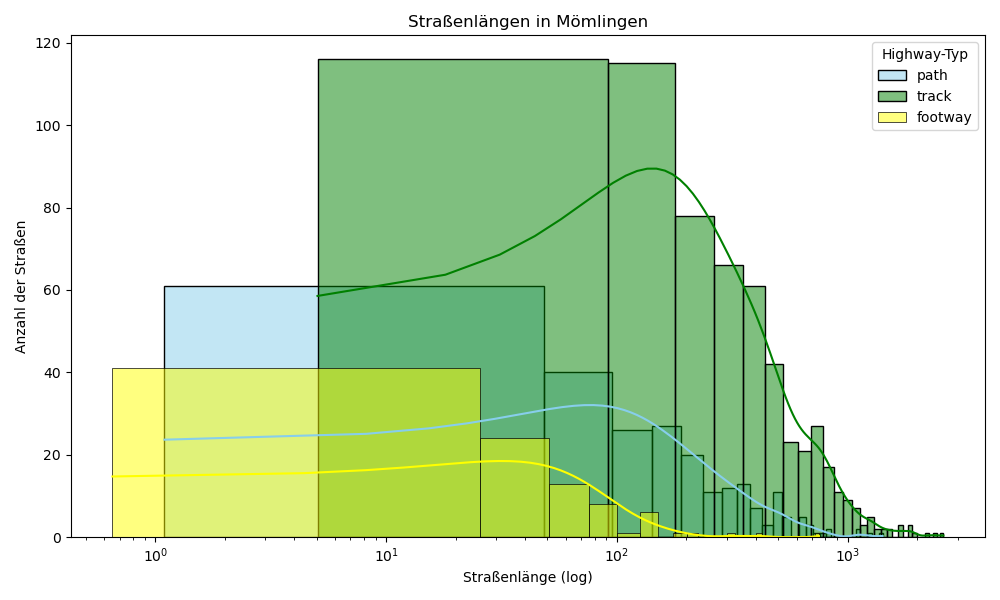 Straßenlängen in Mömlingen
Highway-Typ
path
track
footway
Anzahl der Straßen
120
100
80
60
40
20
0
10⁰
10¹
10²
10³
Straßenlänge (log)